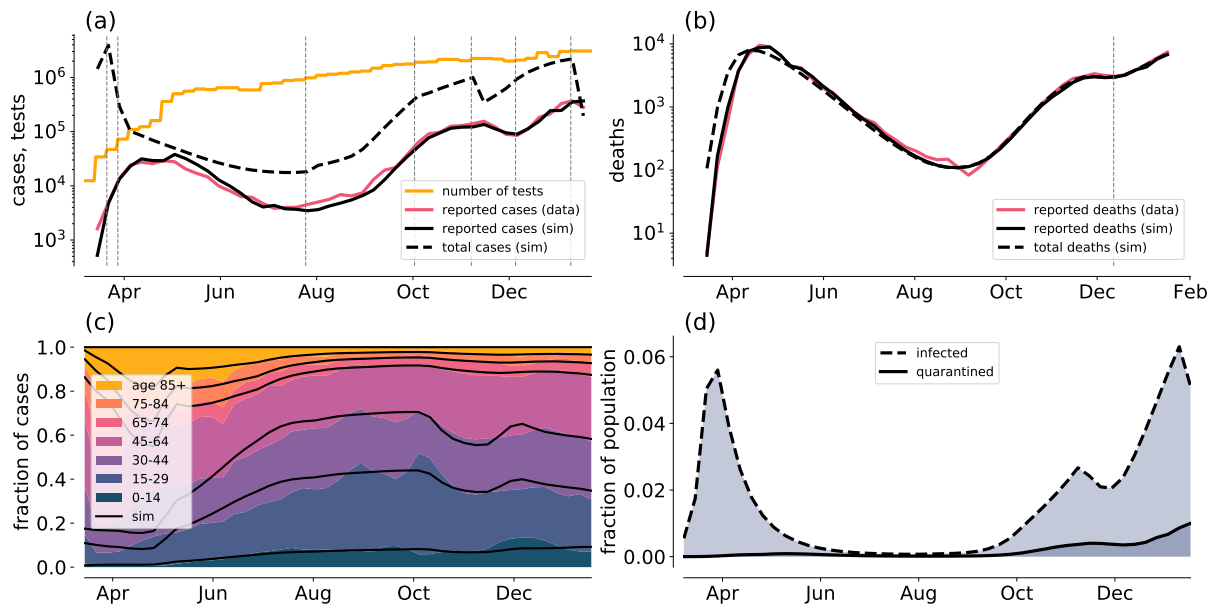 (a)
cases, tests
10^6
10^5
10^4
10^3
number of tests
reported cases (data)
reported cases (sim)
total cases (sim)
Apr Jun Aug Oct Dec
(b)
deaths
10^4
10^3
10^2
10^1
reported deaths (data)
reported deaths (sim)
total deaths (sim)
Apr Jun Aug Oct Dec Feb
(c)
fraction of cases
1.0
0.8
0.6
0.4
0.2
0.0
age 85+
75-84
65-74
45-64
30-44
15-29
0-14
sim
Apr Jun Aug Oct Dec
(d)
fraction of population
0.06
0.04
0.02
0.00
infected
quarantined
Apr Jun Aug Oct Dec